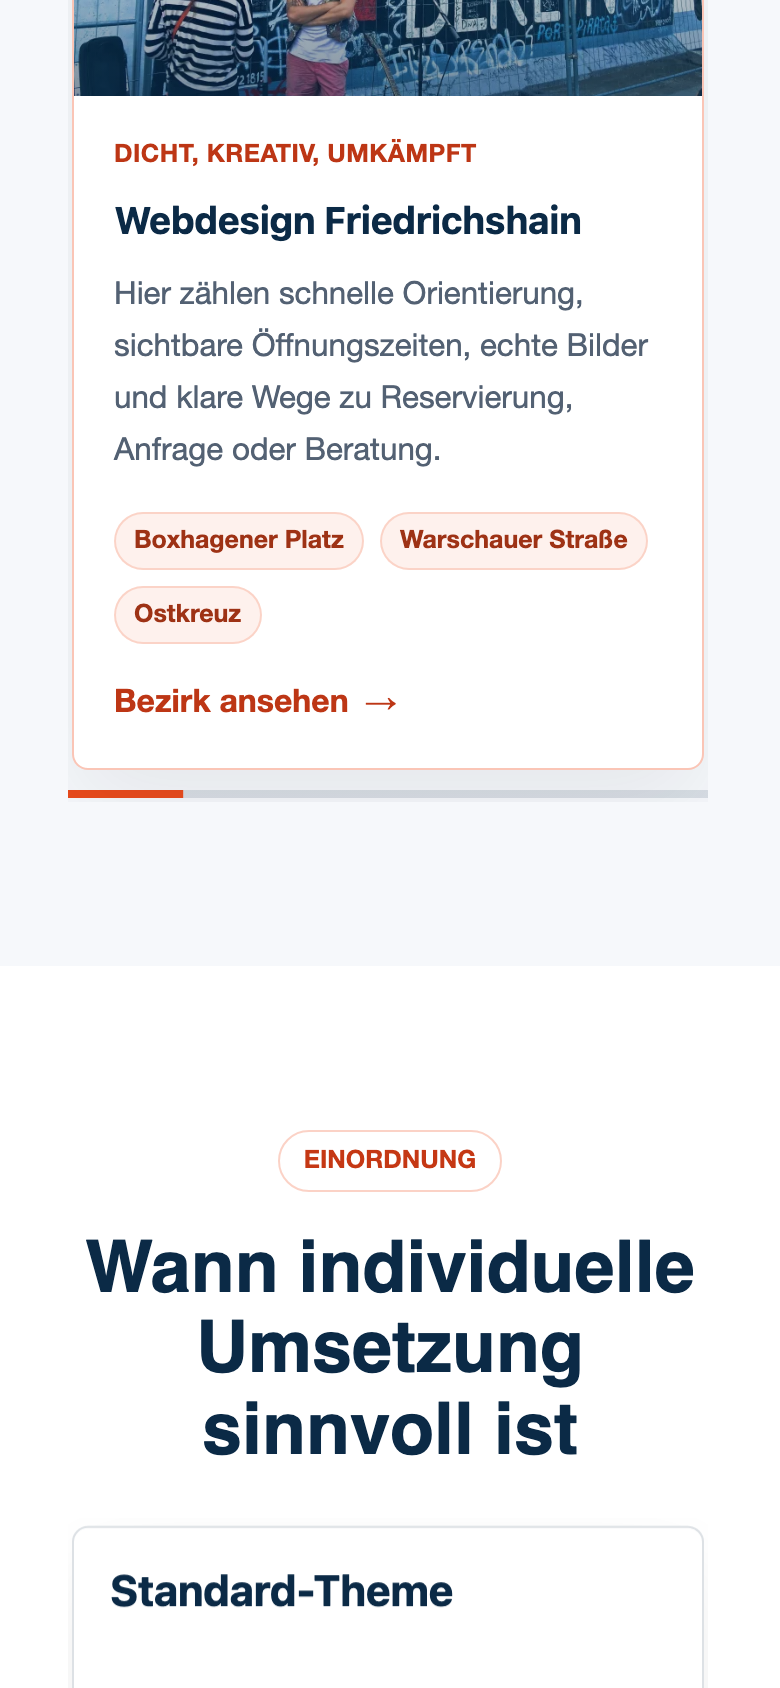 BERLIN
DICHT, KREATIV, UMKÄMPFT
Webdesign Friedrichshain
Hier zählen schnelle Orientierung,
sichtbare Öffnungszeiten, echte Bilder
und klare Wege zu Reservierung,
Anfrage oder Beratung.
Boxhagener Platz Warschauer Straße
Ostkreuz
Bezirk ansehen →
EINORDNUNG
Wann individuelle
Umsetzung
sinnvoll ist
Standard-Theme